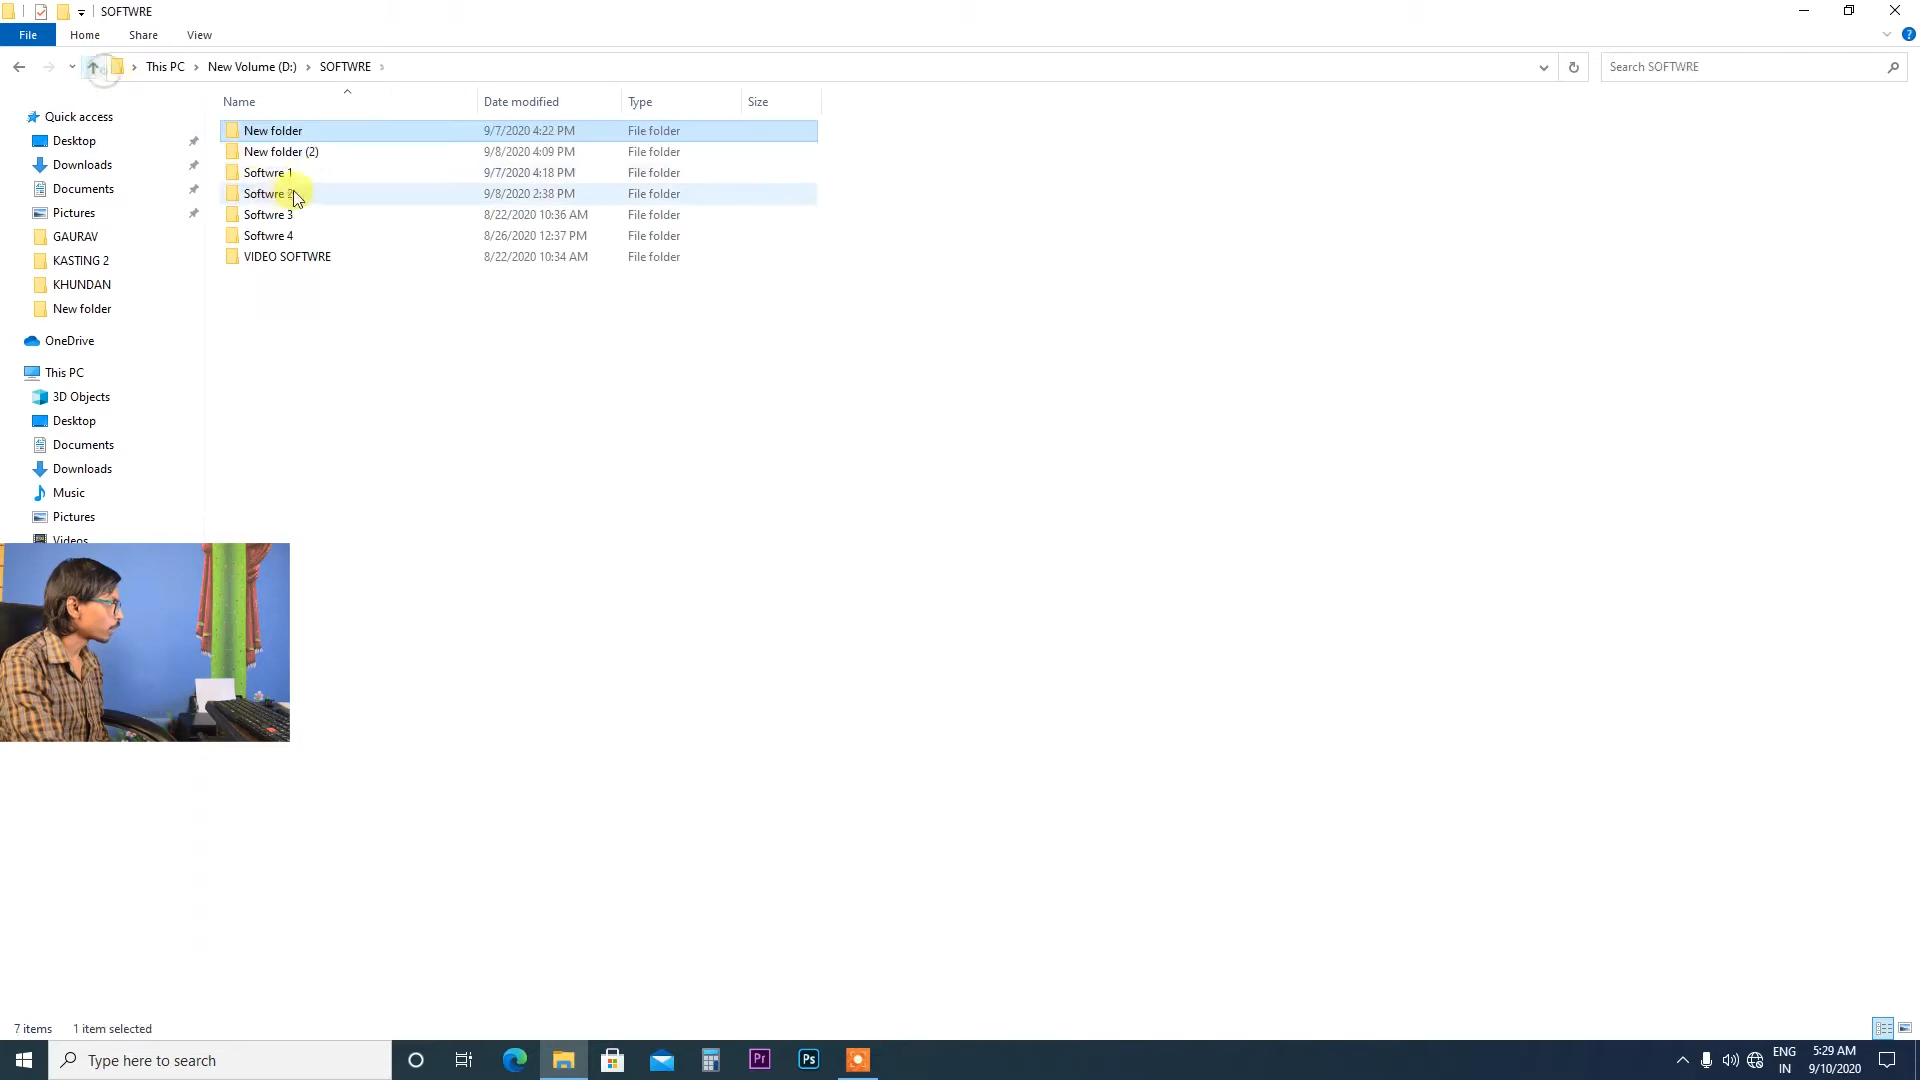 SOFTWRE
File Home Share View
This PC New Volume (D:) SOFTWRE Search SOFTWRE
Name Date modified Type Size
Quick access
Desktop
Downloads
Documents
Pictures
GAURAV
KASTING 2
KHUNDAN
New folder
OneDrive
This PC
3D Objects
Desktop
Documents
Downloads
Music
Pictures
Videos
New folder 9/7/2020 4:22 PM File folder
New folder (2) 9/8/2020 4:09 PM File folder
Softwre 1 9/7/2020 4:18 PM File folder
Softwre 2 9/8/2020 2:38 PM File folder
Softwre 3 8/22/2020 10:36 AM File folder
Softwre 4 8/26/2020 12:37 PM File folder
VIDEO SOFTWRE 8/22/2020 10:34 AM File folder
7 items 1 item selected
Type here to search Pr Ps ENG 5:29 AM
IN 9/10/2020